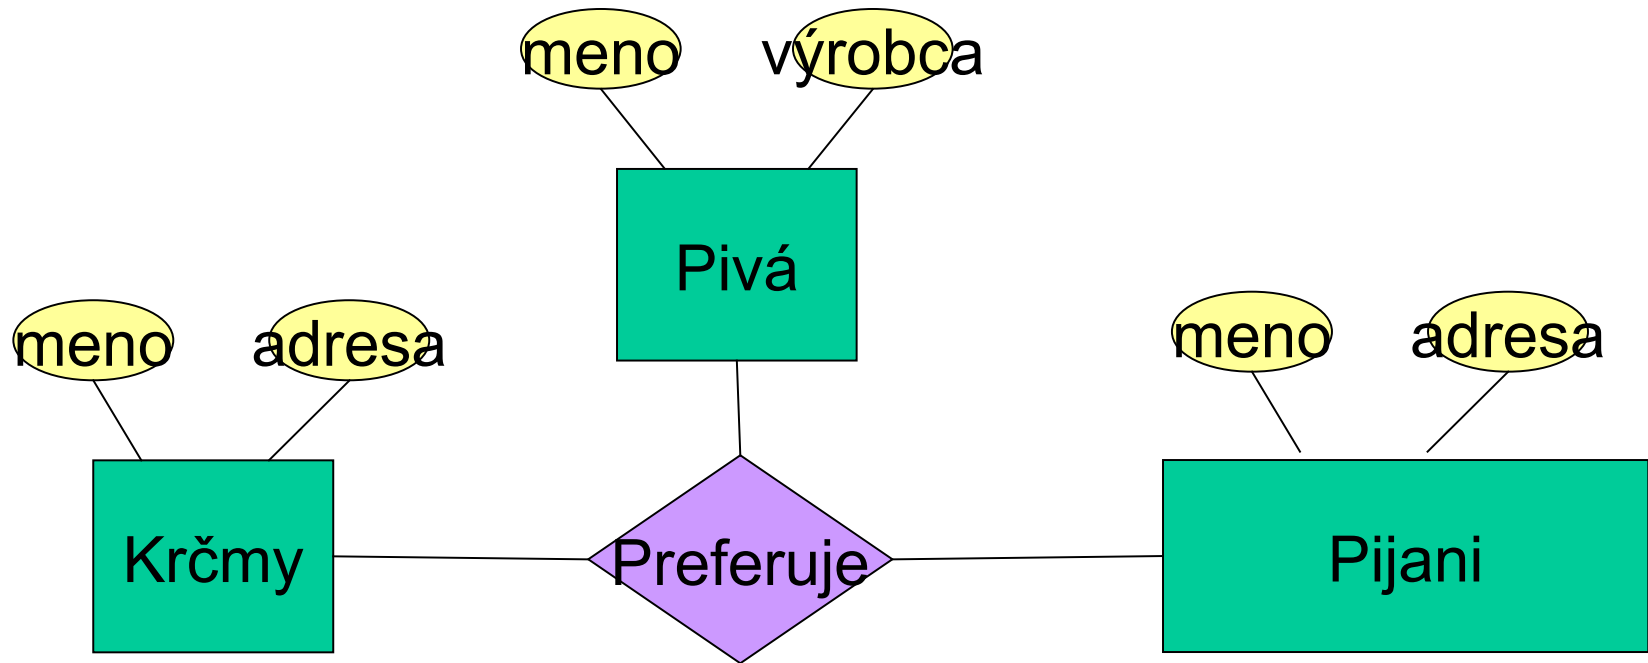 meno
výrobca
Pivá
meno
adresa
meno
adresa
Krčmy
Preferuje
Pijani